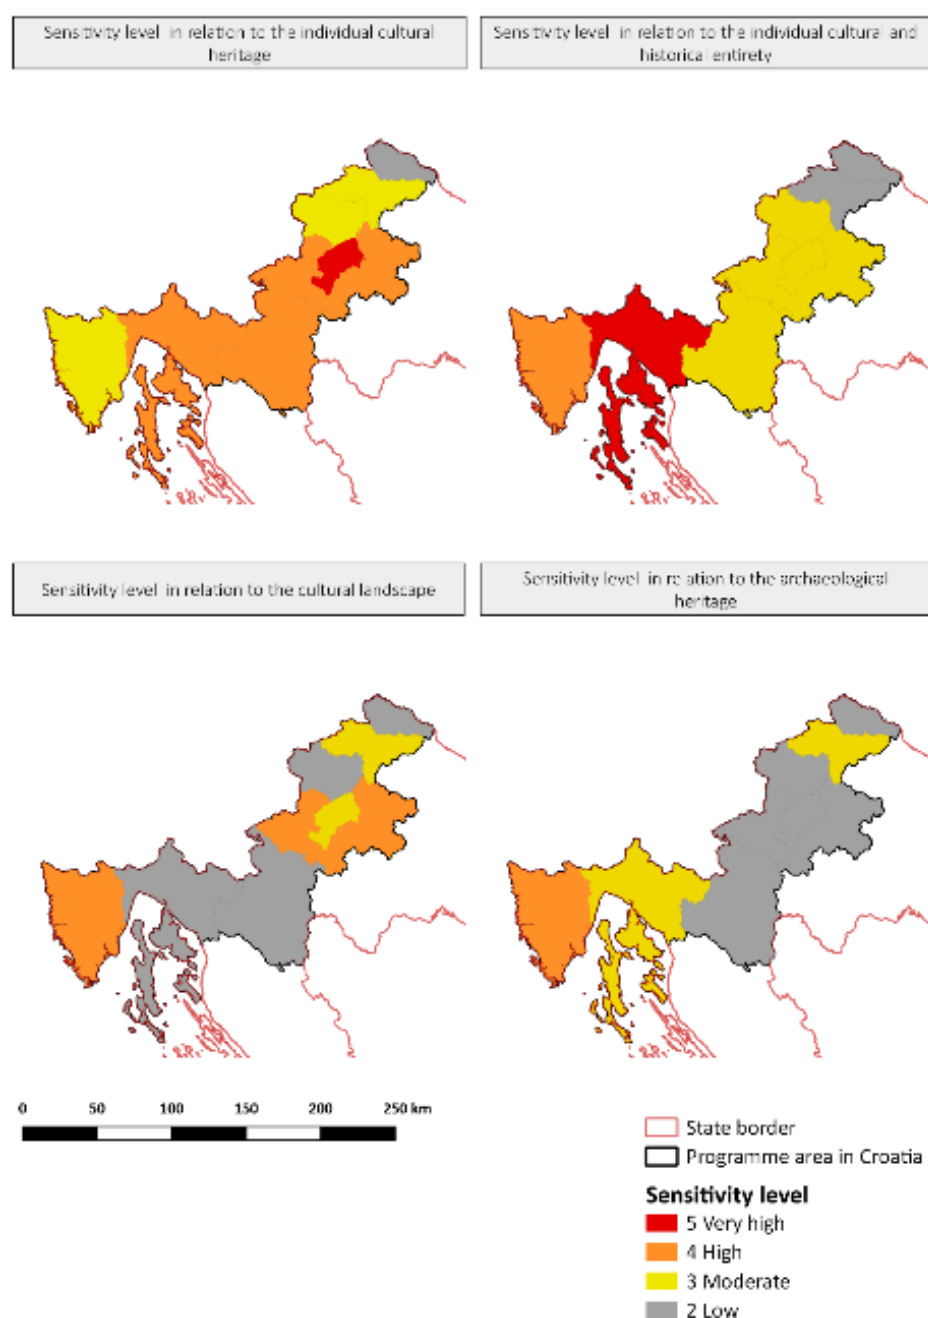 Sensitivity level in relation to the individual cultural
heritage
Sensitivity level in relation to the individual cultural and
historical entirety
Sensitivity level in relation to the cultural landscape
Sensitivity level in relation to the archaeological
heritage
0 50 100 150 200 250 km
State border
Programme area in Croatia
Sensitivity level
5 Very high
4 High
3 Moderate
2 Low